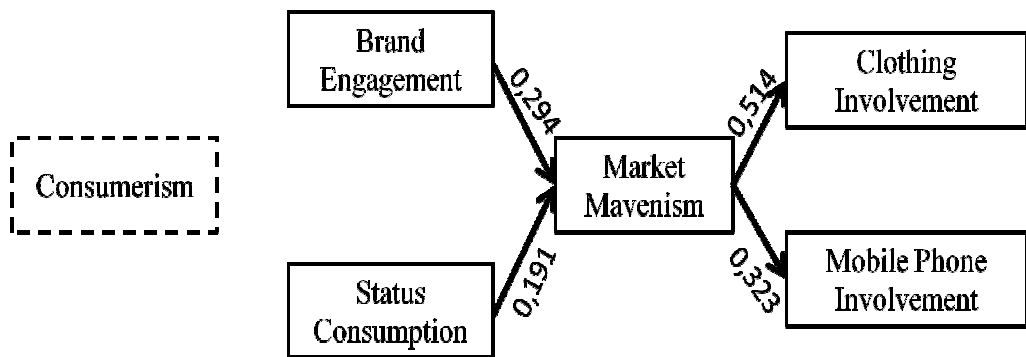 Consumerism
Brand
Engagement
0,294
Status
Consumption
0,191
Market
Mavenism
0,514
Clothing
Involvement
0,323
Mobile Phone
Involvement